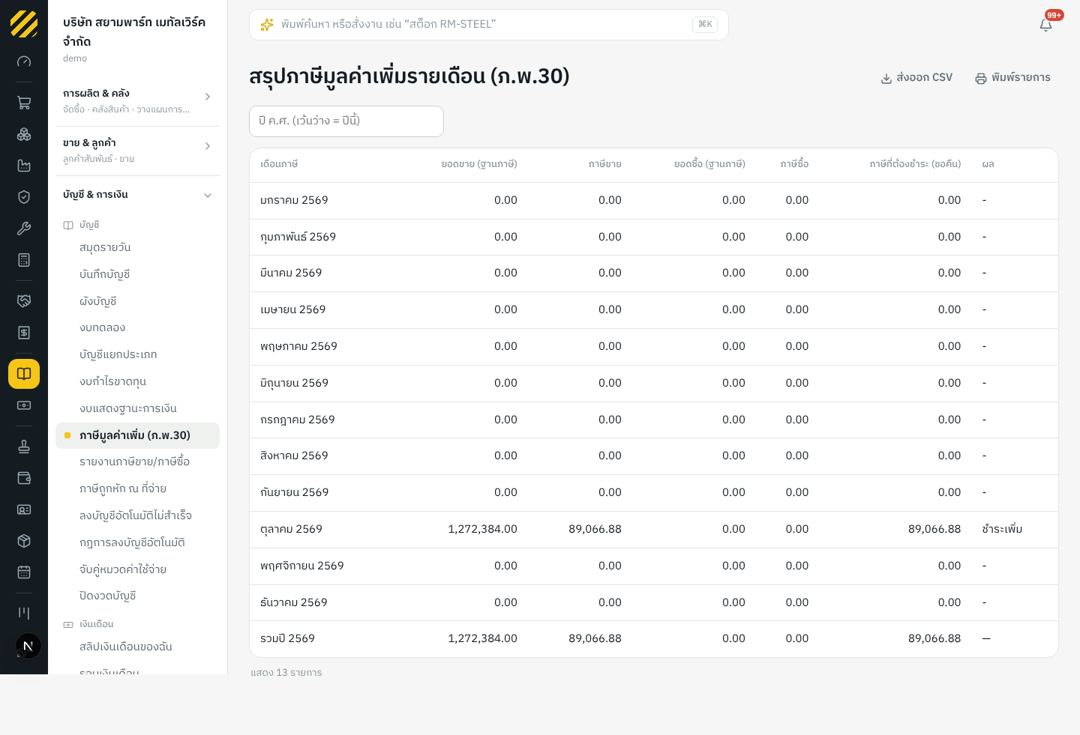 บริษัท สยามพาร์ท เมทัลเวิร์ค
จำกัด
demo
การผลิต & คลัง
จัดซื้อ · คลังสินค้า · วางแผนการ...
ขาย & ลูกค้า
ลูกค้าสัมพันธ์ · ขาย
บัญชี & การเงิน
บัญชี
สมุดรายวัน
บันทึกบัญชี
ผังบัญชี
งบทดลอง
บัญชีแยกประเภท
งบกำไรขาดทุน
งบแสดงฐานะการเงิน
ภาษีมูลค่าเพิ่ม (ภ.พ.30)
รายงานภาษีขาย/ภาษีซื้อ
ภาษีถูกหัก ณ ที่จ่าย
ลงบัญชีอัตโนมัติไม่สำเร็จ
กฎการลงบัญชีอัตโนมัติ
จับคู่หมวดค่าใช้จ่าย
ปิดงวดบัญชี
เงินเดือน
สลิปเงินเดือนของฉัน
รอบเงินเดือน
N
พิมพ์ค้นหา หรือสั่งงาน เช่น "สต็อก RM-STEEL" ⌘K
99+
สรุปภาษีมูลค่าเพิ่มรายเดือน (ภ.พ.30)
ส่งออก CSV พิมพ์รายการ
ปี ค.ศ. (เว้นว่าง = ปีนี้)
เดือนภาษี ยอดขาย (ฐานภาษี) ภาษีขาย ยอดซื้อ (ฐานภาษี) ภาษีซื้อ ภาษีที่ต้องชำระ (ขอคืน) ผล
มกราคม 2569 0.00 0.00 0.00 0.00 0.00 -
กุมภาพันธ์ 2569 0.00 0.00 0.00 0.00 0.00 -
มีนาคม 2569 0.00 0.00 0.00 0.00 0.00 -
เมษายน 2569 0.00 0.00 0.00 0.00 0.00 -
พฤษภาคม 2569 0.00 0.00 0.00 0.00 0.00 -
มิถุนายน 2569 0.00 0.00 0.00 0.00 0.00 -
กรกฎาคม 2569 0.00 0.00 0.00 0.00 0.00 -
สิงหาคม 2569 0.00 0.00 0.00 0.00 0.00 -
กันยายน 2569 0.00 0.00 0.00 0.00 0.00 -
ตุลาคม 2569 1,272,384.00 89,066.88 0.00 0.00 89,066.88 ชำระเพิ่ม
พฤศจิกายน 2569 0.00 0.00 0.00 0.00 0.00 -
ธันวาคม 2569 0.00 0.00 0.00 0.00 0.00 -
รวมปี 2569 1,272,384.00 89,066.88 0.00 0.00 89,066.88 —
แสดง 13 รายการ